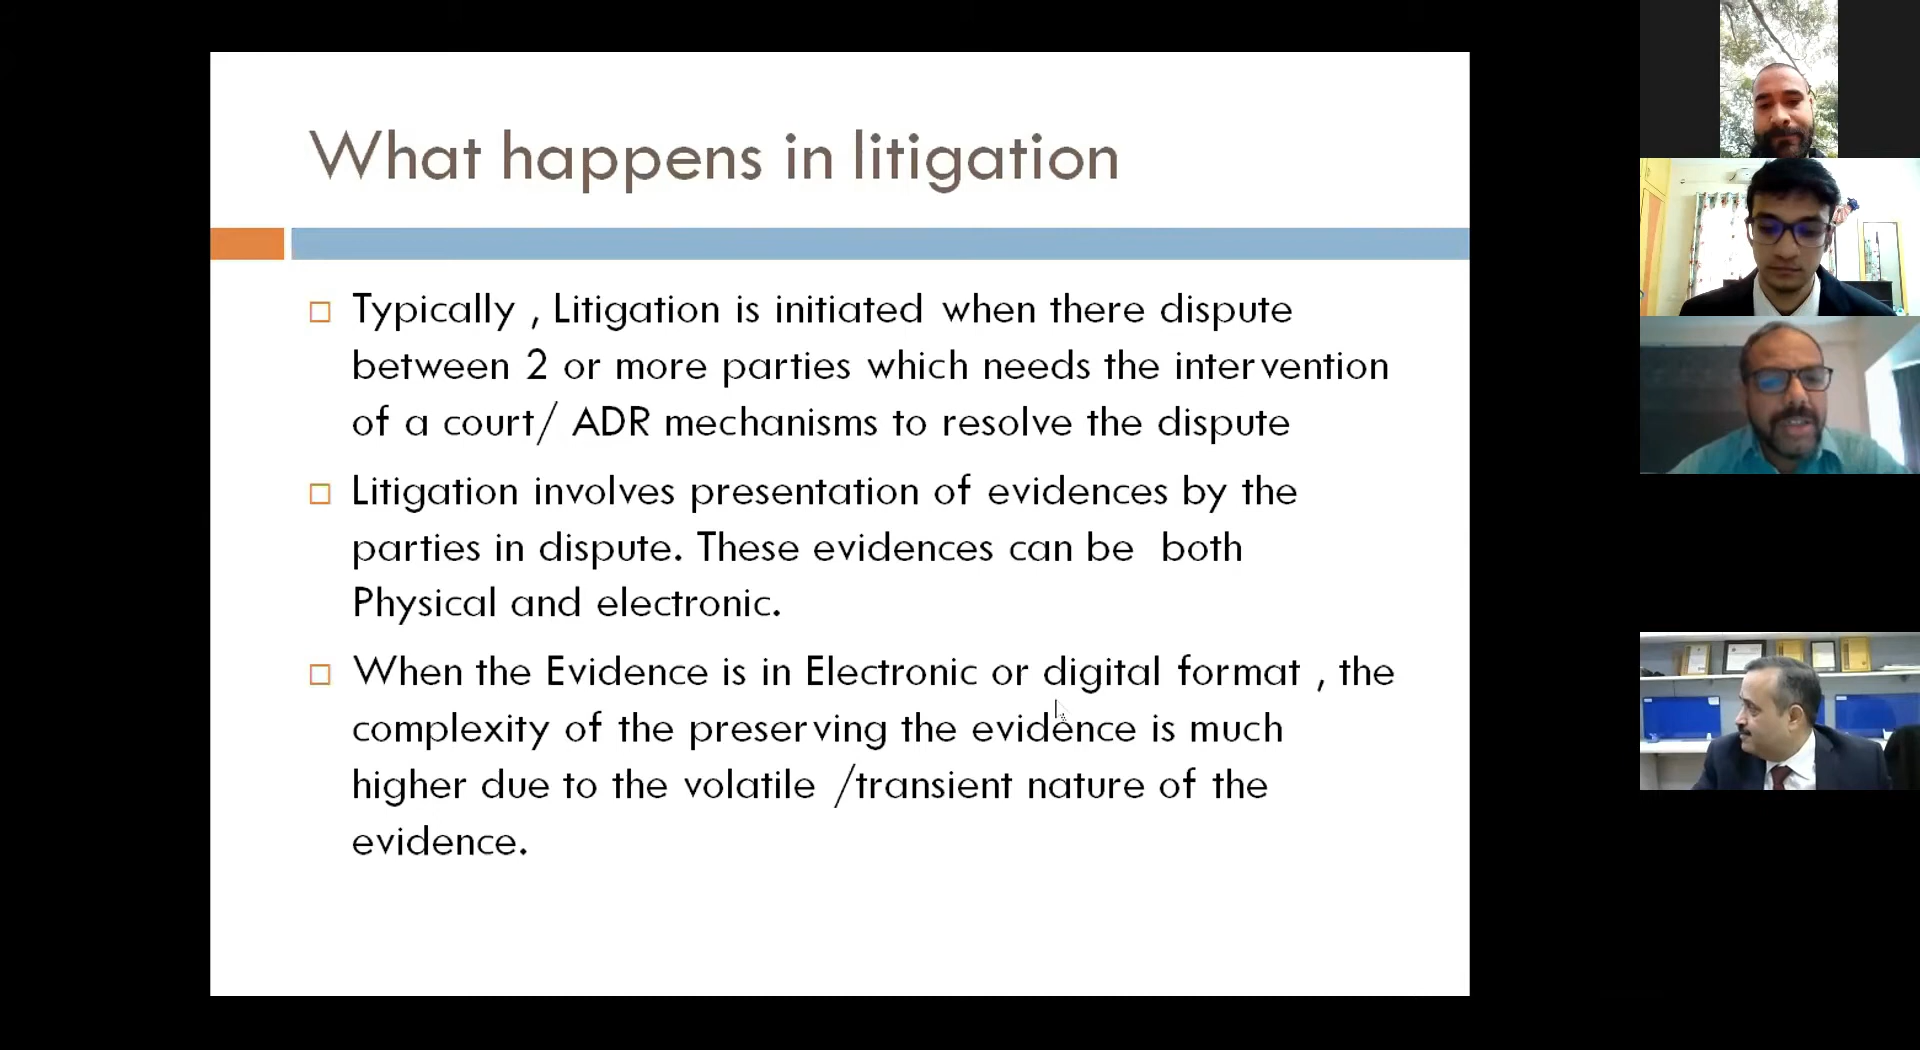 What happens in litigation
Typically , Litigation is initiated when there dispute
between 2 or more parties which needs the intervention
of a court/ ADR mechanisms to resolve the dispute
Litigation involves presentation of evidences by the
parties in dispute. These evidences can be both
Physical and electronic.
When the Evidence is in Electronic or digital format , the
complexity of the preserving the evidence is much
higher due to the volatile /transient nature of the
evidence.